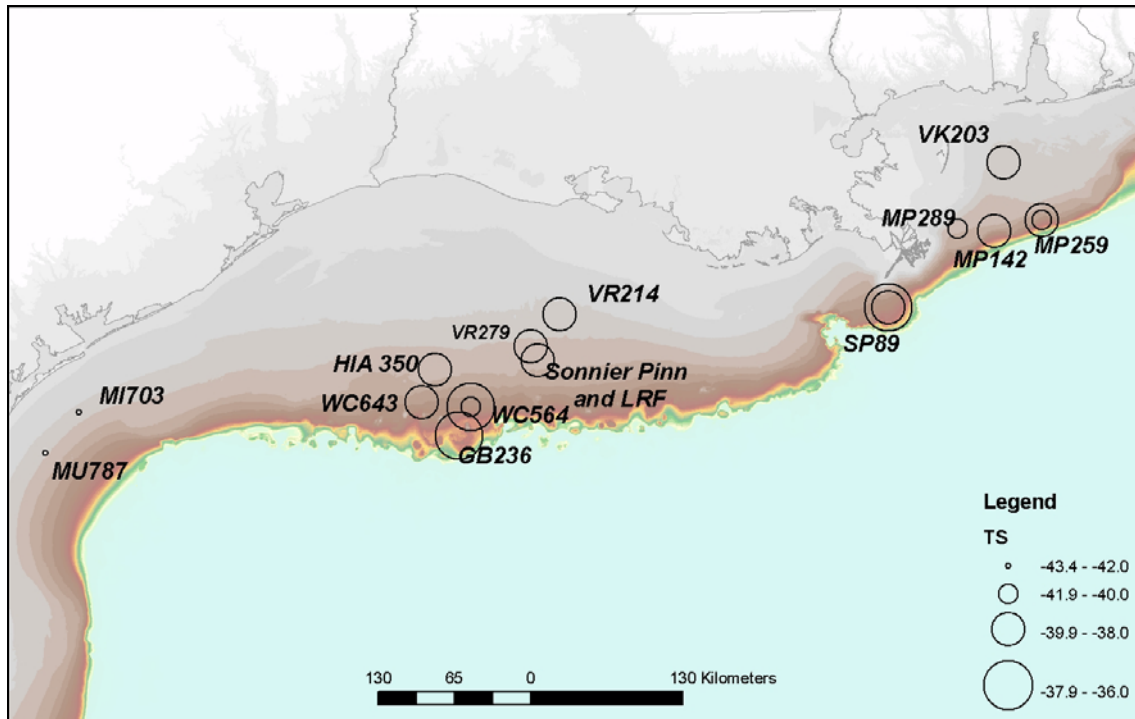 VK203
MP289
MP142
MP259
SP89
VR214
VR279
Sonnier Pinn
and LRF
HIA 350
WC643
WC564
GB236
MI703
MU787
Legend
TS
-43.4 - -42.0
-41.9 - -40.0
-39.9 - -38.0
-37.9 - -36.0
130 65 0 130 Kilometers